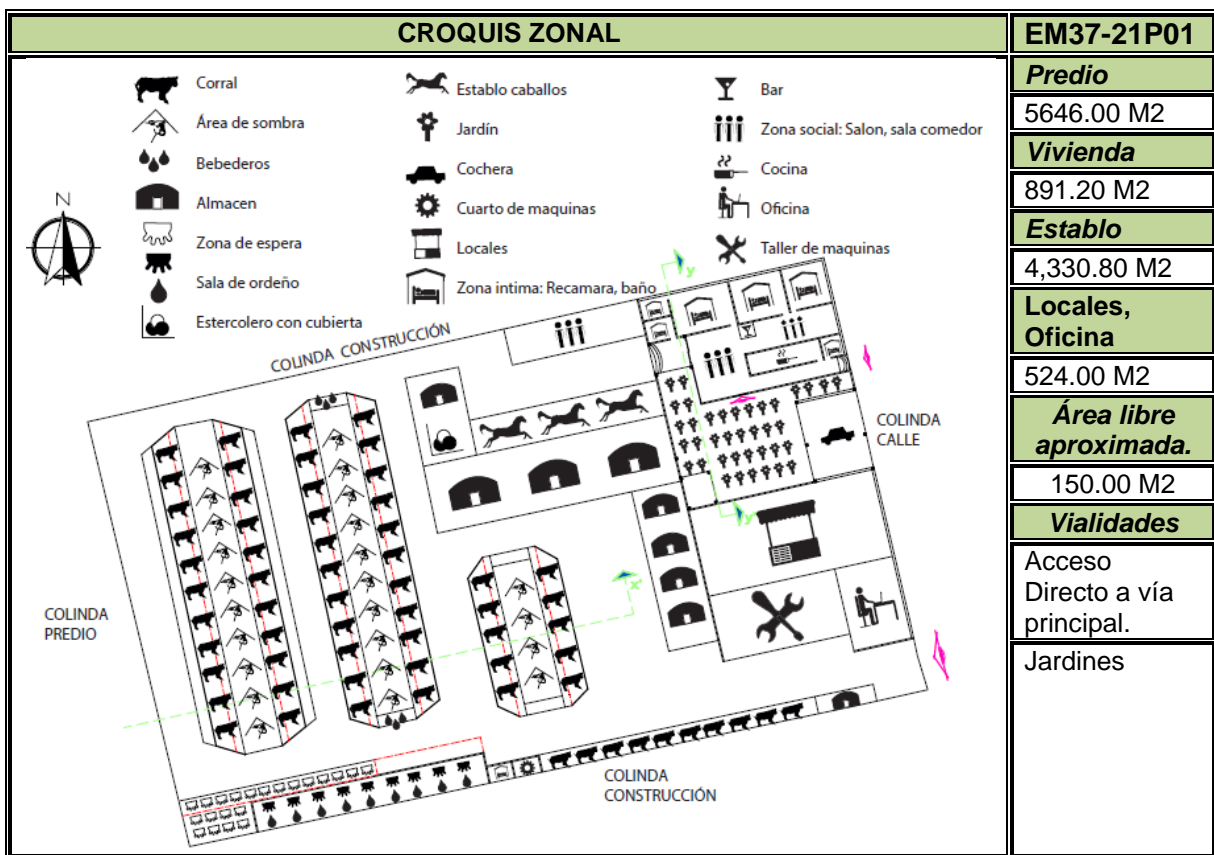 CROQUIS ZONAL
EM37-21P01
Corral
Área de sombra
Bebederos
Almacen
Zona de espera
Sala de ordeño
Estercolero con cubierta
Establo caballos
Jardín
Cochera
Cuarto de maquinas
Locales
Zona intima: Recamara, baño
Bar
Zona social: Salon, sala comedor
Cocina
Oficina
Taller de maquinas
N
y
COLINDA CONSTRUCCIÓN
COLINDA
CALLE
y'
x'
COLINDA
PREDIO
COLINDA
CONSTRUCCIÓN
Predio
5646.00 M2
Vivienda
891.20 M2
Establo
4,330.80 M2
Locales,
Oficina
524.00 M2
Área libre
aproximada.
150.00 M2
Vialidades
Acceso
Directo a vía
principal.
Jardines